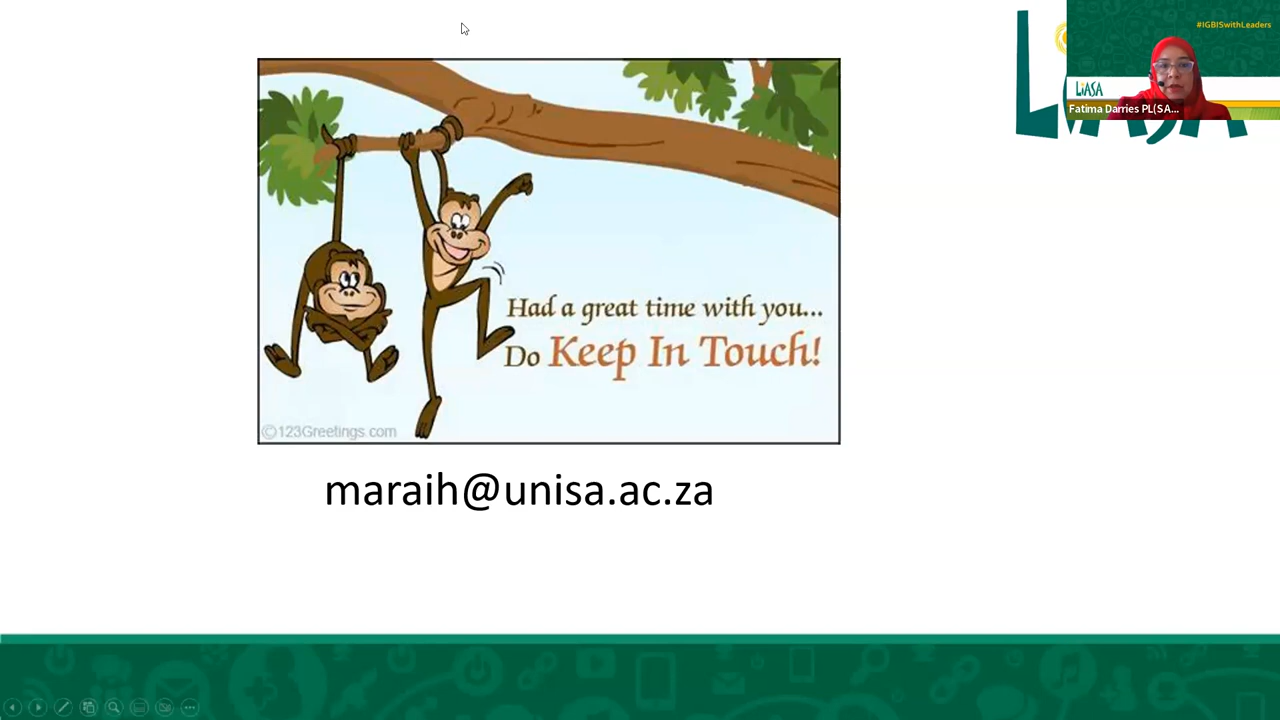 #IGBISwithLeaders
LIASA
Fatima Darries PL(SA...
Had a great time with you...
Do Keep In Touch!
©123Greetings.com
maraih@unisa.ac.za